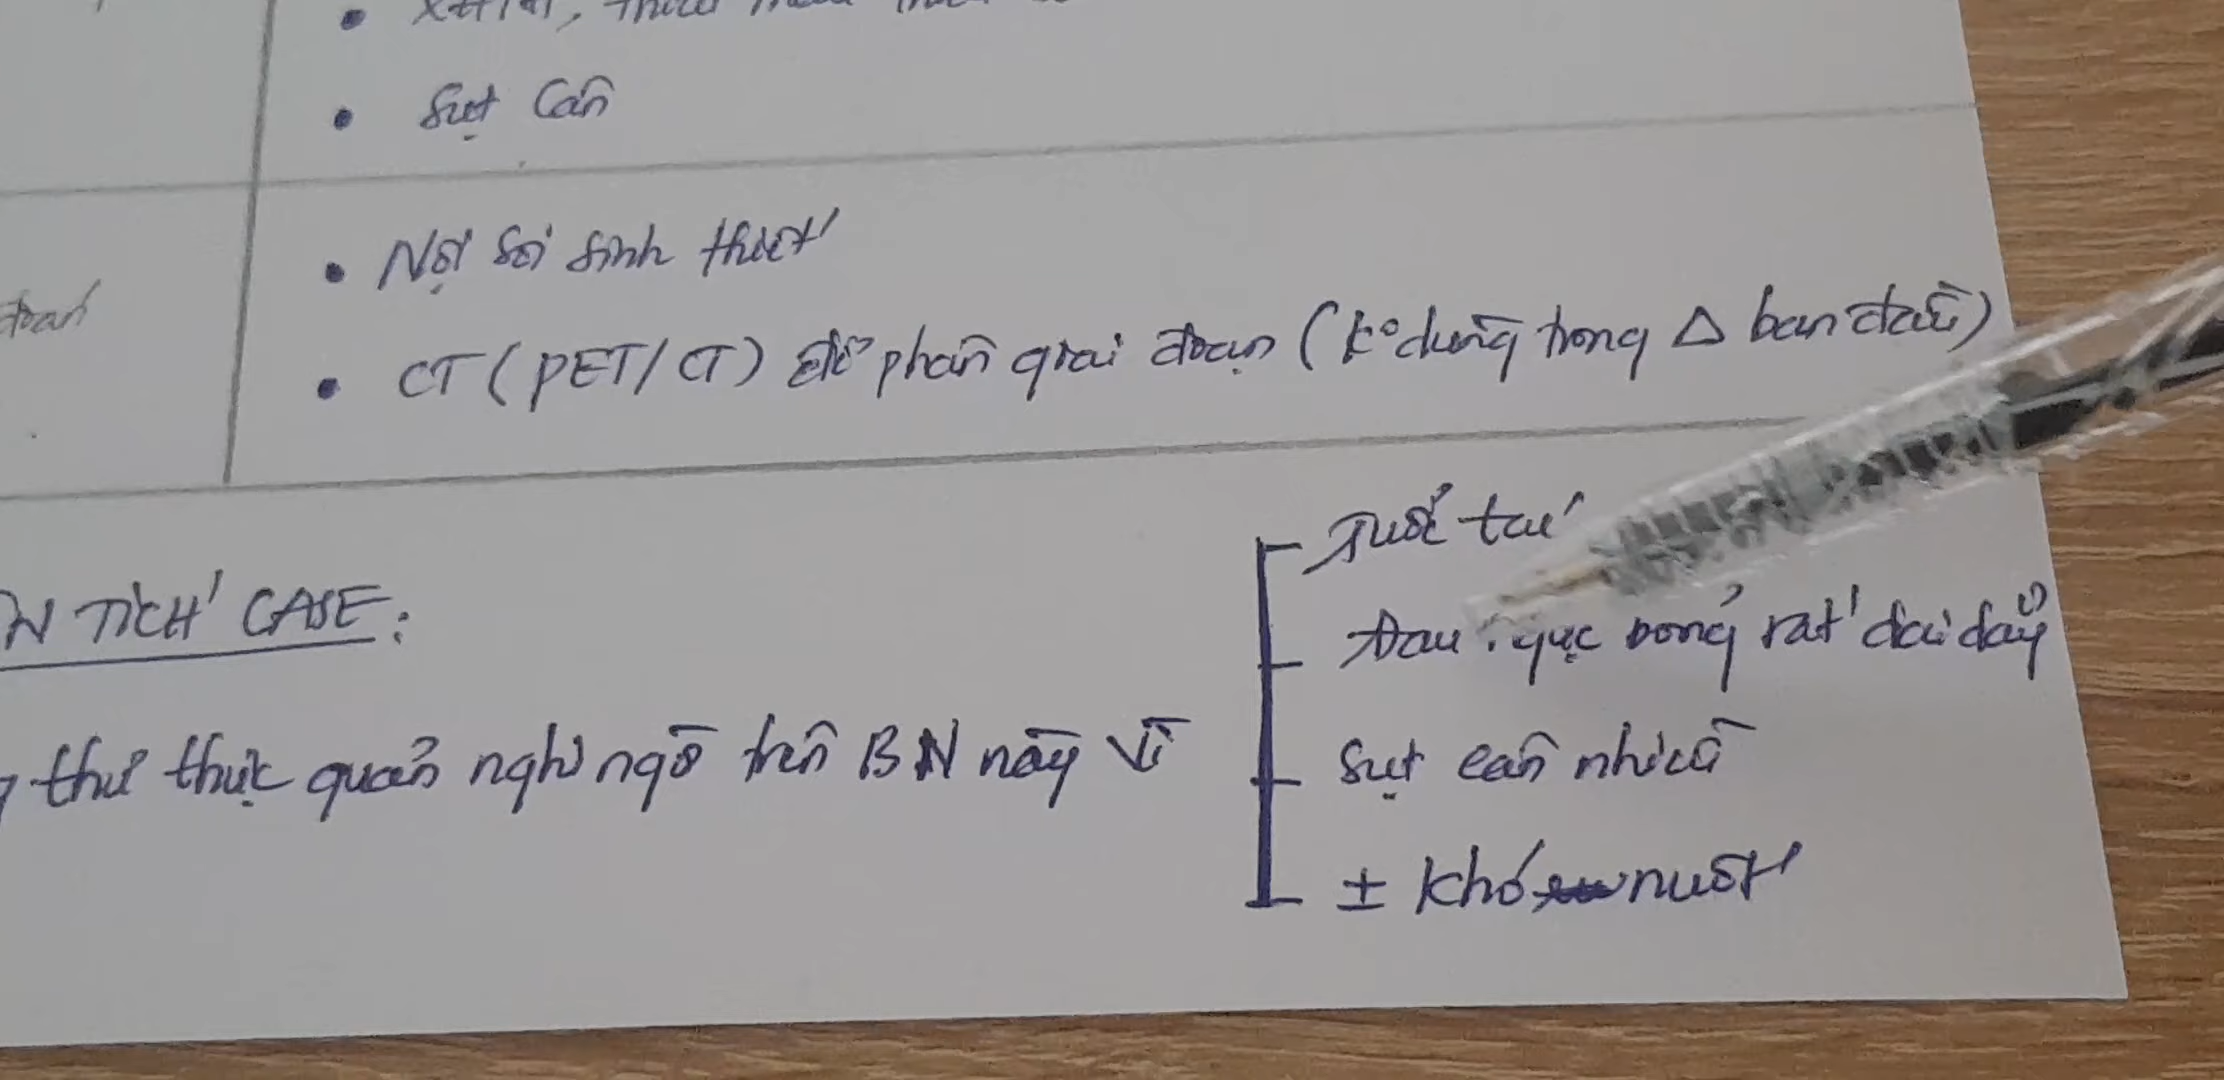 • Sụt cân
• Nội soi sinh thiết
đoán
• CT (PET/CT) để phân giai đoạn (k° dùng trong Δ ban đầu)
N TÍCH CASE:
Tuổi
Đau ngực bỏng rát dai dẳng
thư thực quản nghi ngờ trên BN này vì
Sụt cân nhiều
± khó nuốt